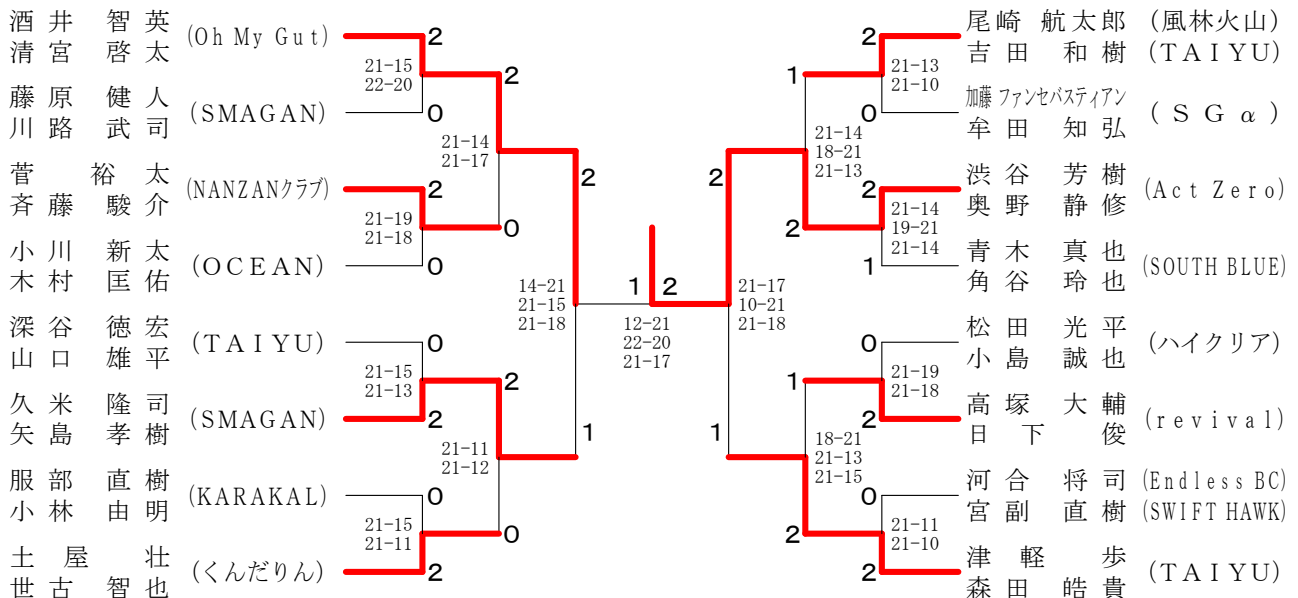 酒井 智英
清宮 啓太
(Oh My Gut)
藤原 健人
川路 武司
(SMAGAN)
菅 裕太
斉藤 駿介
(NANZANクラブ)
小川 新太
木村 匡佑
(OCEAN)
深谷 徳宏
山口 雄平
(TAIYU)
久米 隆司
矢島 孝樹
(SMAGAN)
服部 直樹
小林 由明
(KARAKAL)
土屋 壮
世古 智也
(くんだりん)
2
21-15
22-20
0
2
21-19
21-18
0
0
21-15
21-13
2
0
21-15
21-11
2
2
21-14
21-17
0
2
21-11
21-12
0
2
14-21
21-15
21-18
1
1
2
12-21
22-20
21-17
2
21-17
10-21
21-18
1
1
21-14
18-21
21-13
2
1
18-21
21-13
21-15
2
2
21-13
21-10
0
2
21-14
19-21
21-14
1
0
21-19
21-18
2
0
21-11
21-10
2
尾崎 航太郎 (風林火山)
吉田 和樹 (TAIYU)
加藤 ファンセバスティアン
牟田 知弘
(SGα)
渋谷 芳樹
奥野 静修
(Act Zero)
青木 真也
角谷 玲也
(SOUTH BLUE)
松田 光平
小島 誠也
(ハイクリア)
高塚 大輔
日下 俊
(revival)
河合 将司 (Endless BC)
宮副 直樹 (SWIFT HAWK)
津軽 歩
森田 皓貴
(TAIYU)